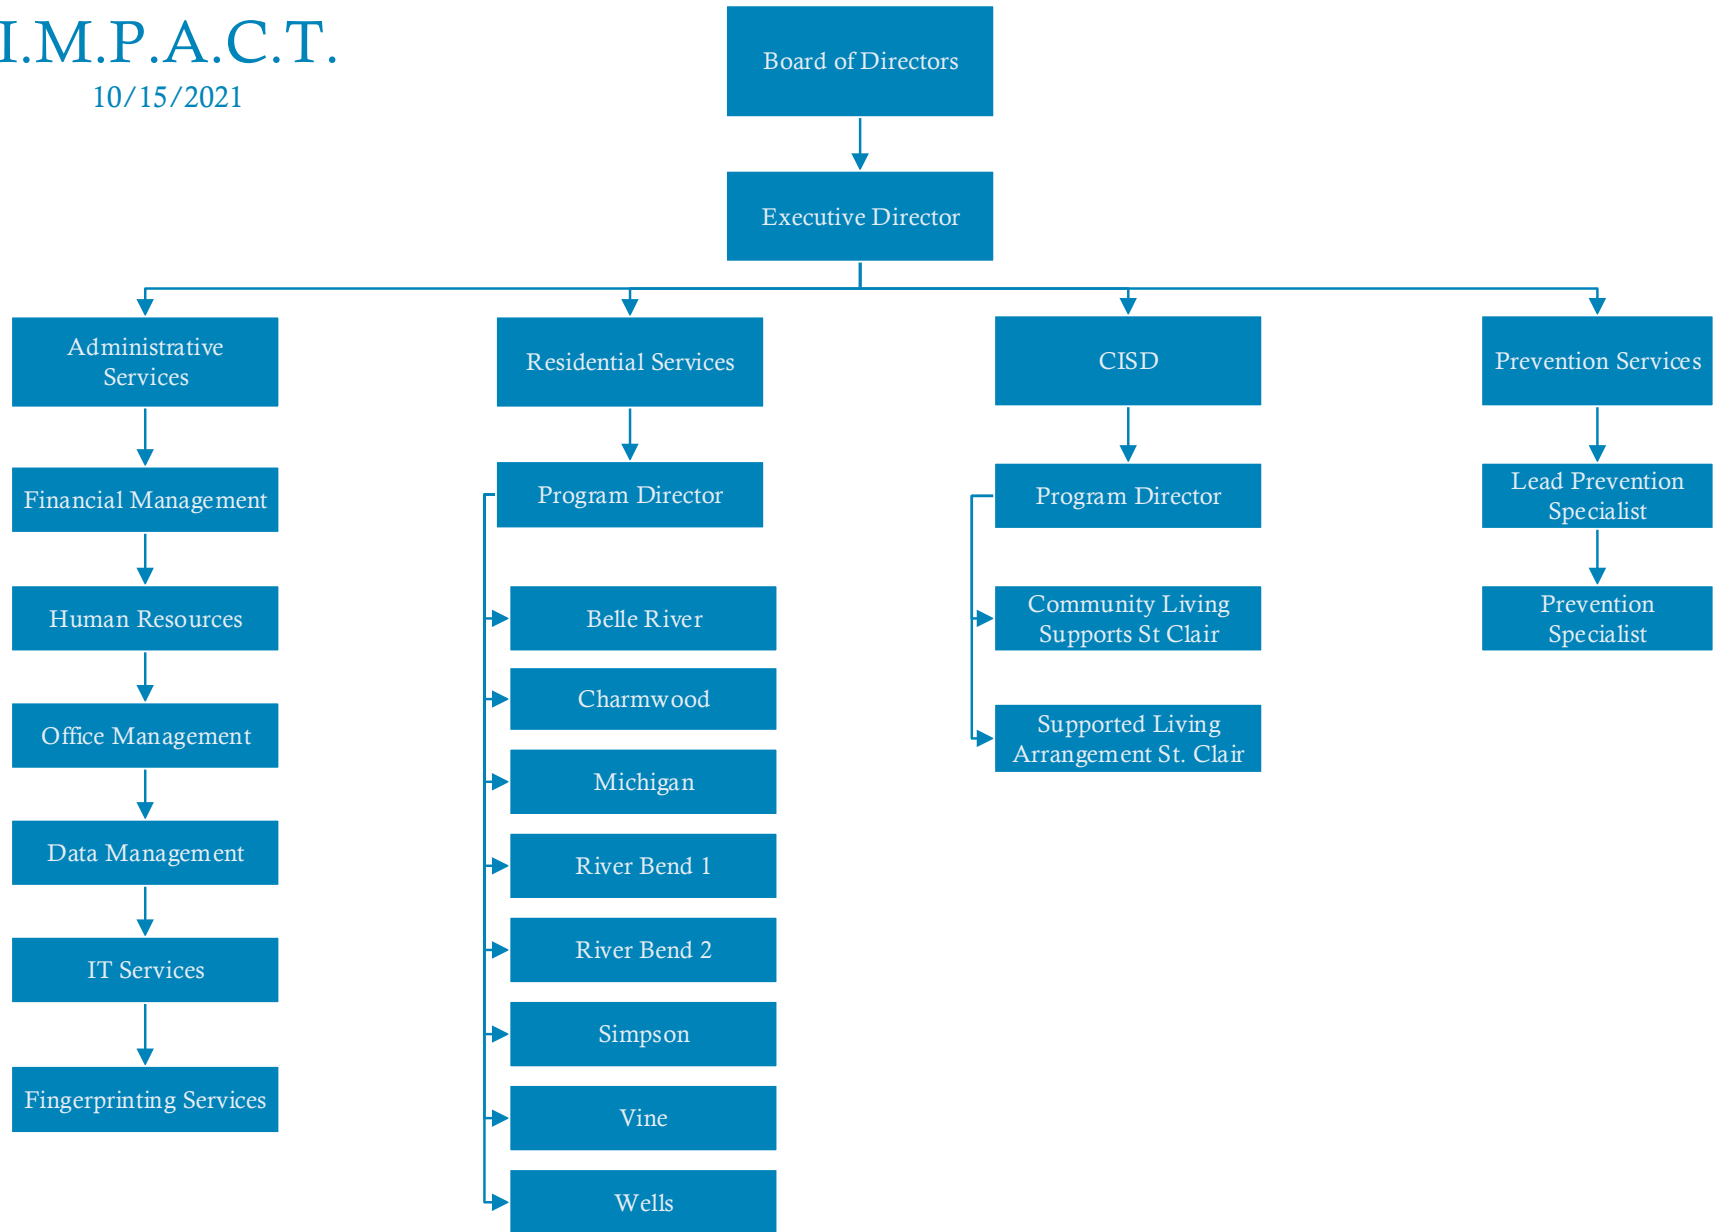 I.M.P.A.C.T.
10/15/2021
Board of Directors
Executive Director
Administrative
Services
Financial Management
Human Resources
Office Management
Data Management
IT Services
Fingerprinting Services
Residential Services
Program Director
Belle River
Charmwood
Michigan
River Bend 1
River Bend 2
Simpson
Vine
Wells
CISD
Program Director
Community Living
Supports St Clair
Supported Living
Arrangement St. Clair
Prevention Services
Lead Prevention
Specialist
Prevention
Specialist